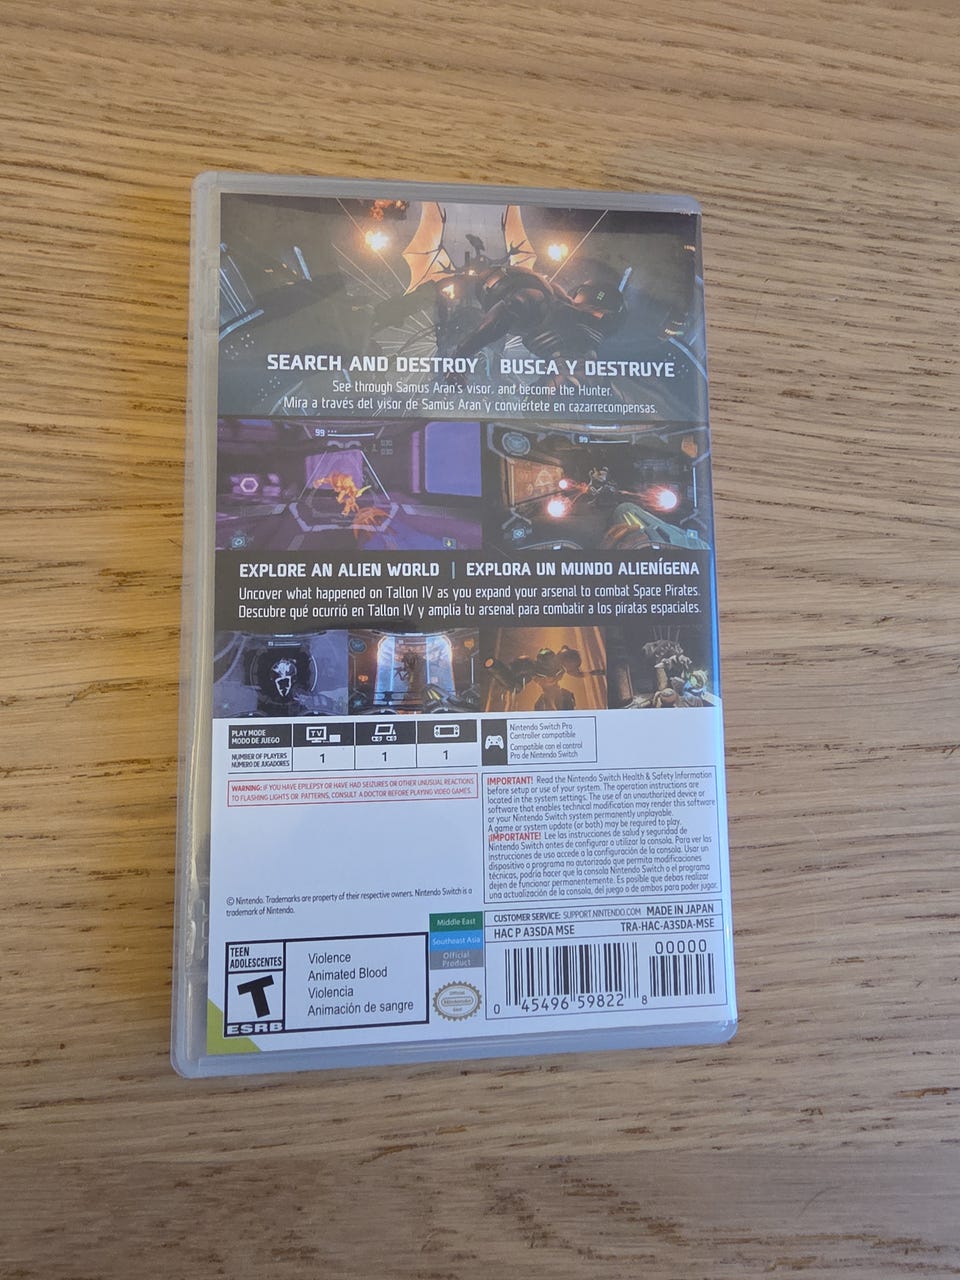 SEARCH AND DESTROY | BUSCA Y DESTRUYE
See through Samus Aran's visor, and become the Hunter.
Mira a través del visor de Samus Aran y conviértete en cazarrecompensas.
99
99
EXPLORE AN ALIEN WORLD | EXPLORA UN MUNDO ALIENÍGENA
Uncover what happened on Tallon IV as you expand your arsenal to combat Space Pirates.
Descubre qué ocurrió en Tallon IV y amplía tu arsenal para combatir a los piratas espaciales.
PLAY MODE
MODO DE JUEGO
TV
NUMBER OF PLAYERS
NÚMERO DE JUGADORES
1 1 1
Nintendo Switch Pro
Controller compatible
Compatible con el control
Pro de Nintendo Switch
WARNING: IF YOU HAVE EPILEPSY OR HAVE HAD SEIZURES OR OTHER UNUSUAL REACTIONS
TO FLASHING LIGHTS OR PATTERNS, CONSULT A DOCTOR BEFORE PLAYING VIDEO GAMES.
IMPORTANT! Read the Nintendo Switch Health & Safety Information
before setup or use of your system. The operation instructions are
located in the system settings. The use of an unauthorized device or
software that enables technical modification may render this software
or your Nintendo Switch system permanently unplayable.
A game or system update (or both) may be required to play.
¡IMPORTANTE! Lee las instrucciones de salud y seguridad de
Nintendo Switch antes de configurar o utilizar la consola. Para ver las
instrucciones de uso accede a la configuración de la consola. Usar un
dispositivo o programa no autorizado que permita modificaciones
técnicas, podría hacer que la consola Nintendo Switch o el programa
dejen de funcionar permanentemente. Es posible que debas realizar
una actualización de la consola, del juego o de ambos para poder jugar.
© Nintendo. Trademarks are property of their respective owners. Nintendo Switch is a
trademark of Nintendo.
Middle East
Southeast Asia
Official
Product
Official
Nintendo
Seal
CUSTOMER SERVICE: SUPPORT.NINTENDO.COM MADE IN JAPAN
HAC P A3SDA MSE TRA-HAC-A3SDA-MSE
00000
0 45496 59822 8
TEEN
ADOLESCENTES
T
ESRB
Violence
Animated Blood
Violencia
Animación de sangre